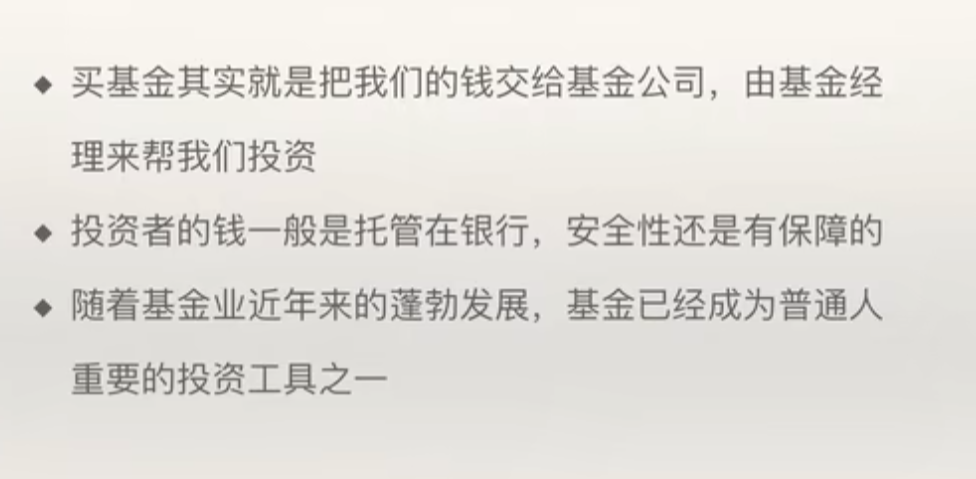 ◆ 买基金其实就是把我们的钱交给基金公司，由基金经
理来帮我们投资
◆ 投资者的钱一般是托管在银行，安全性还是有保障的
◆ 随着基金业近年来的蓬勃发展，基金已经成为普通人
重要的投资工具之一